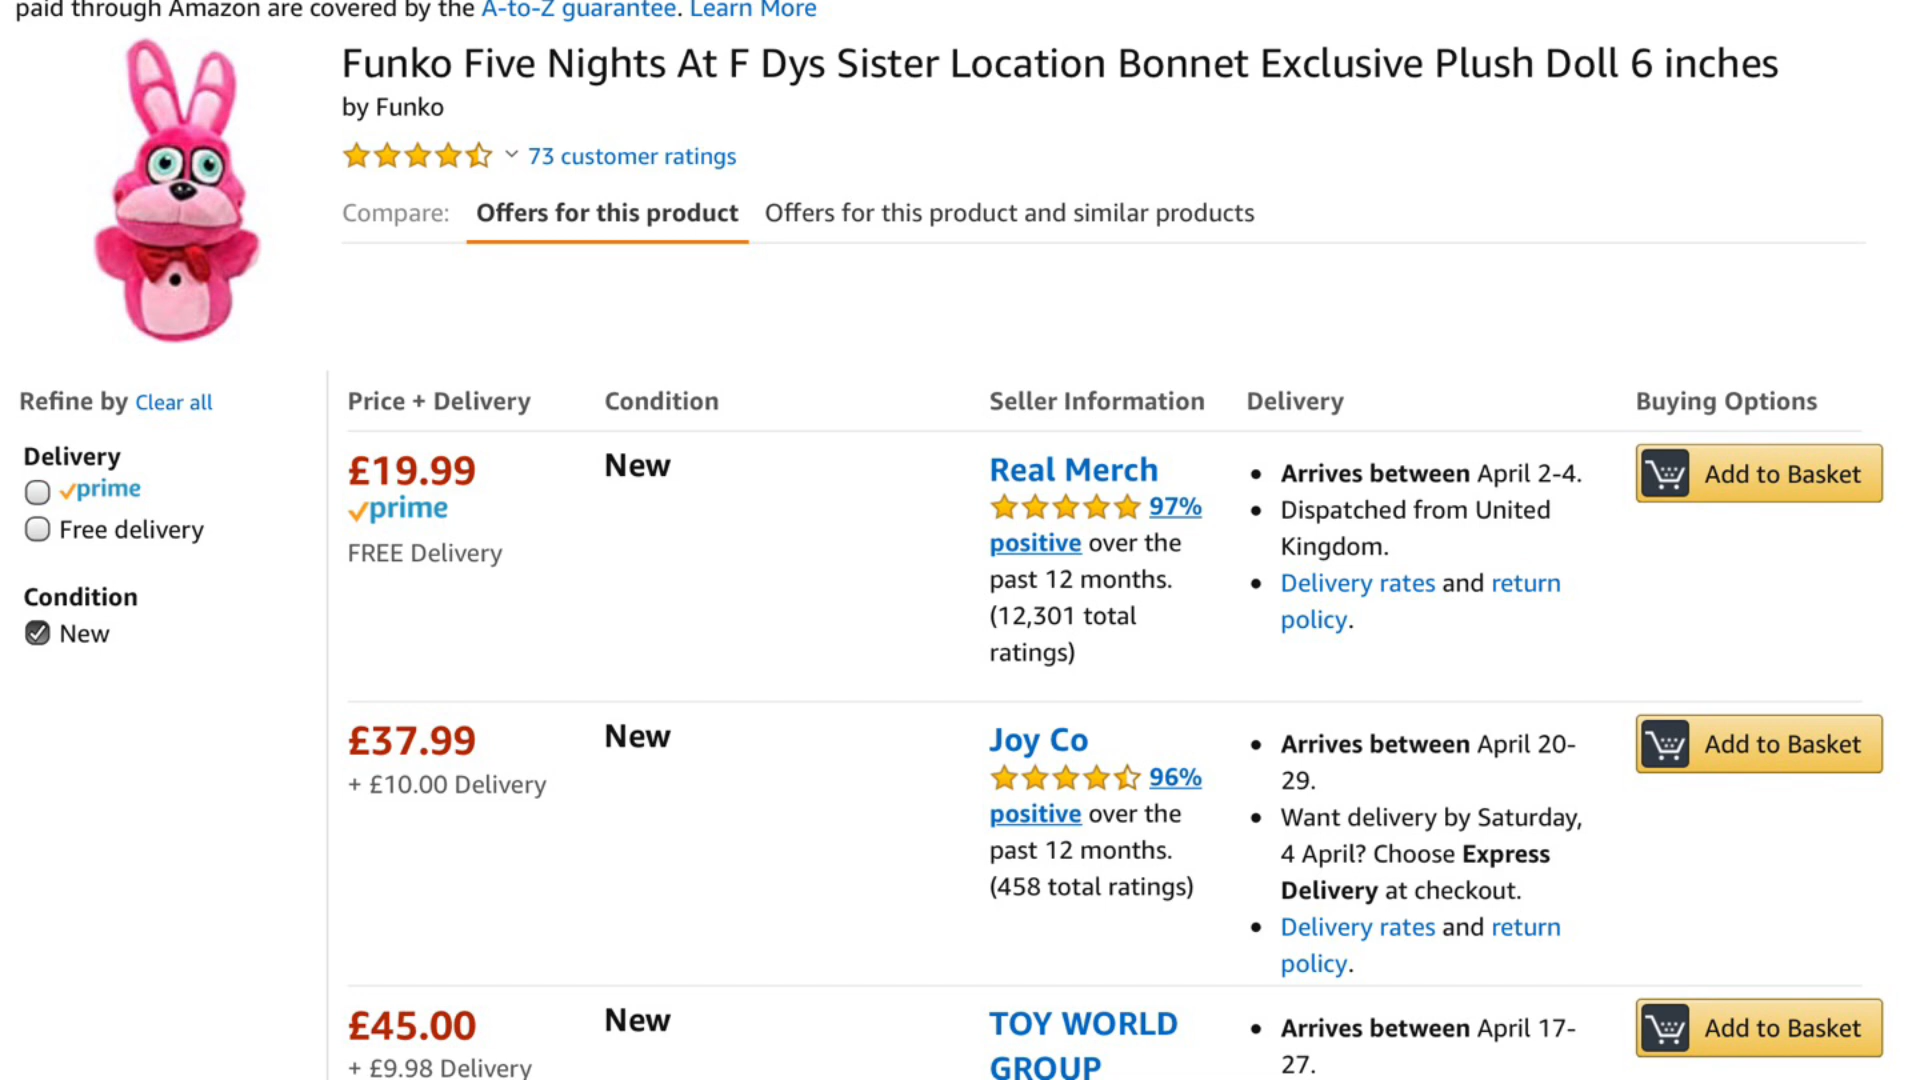 paid through Amazon are covered by the A-to-Z guarantee. Learn More
Funko Five Nights At F Dys Sister Location Bonnet Exclusive Plush Doll 6 inches
by Funko
73 customer ratings
Compare: Offers for this product Offers for this product and similar products
Refine by Clear all
Delivery
prime
Free delivery
Condition
New
Price + Delivery Condition Seller Information Delivery Buying Options
£19.99
prime
FREE Delivery
New
Real Merch
97%
positive over the
past 12 months.
(12,301 total
ratings)
• Arrives between April 2-4.
• Dispatched from United
Kingdom.
• Delivery rates and return
policy.
Add to Basket
£37.99
+ £10.00 Delivery
New
Joy Co
96%
positive over the
past 12 months.
(458 total ratings)
• Arrives between April 20-
29.
• Want delivery by Saturday,
4 April? Choose Express
Delivery at checkout.
• Delivery rates and return
policy.
Add to Basket
£45.00
+ £9.98 Delivery
New
TOY WORLD
GROUP
• Arrives between April 17-
27.
Add to Basket